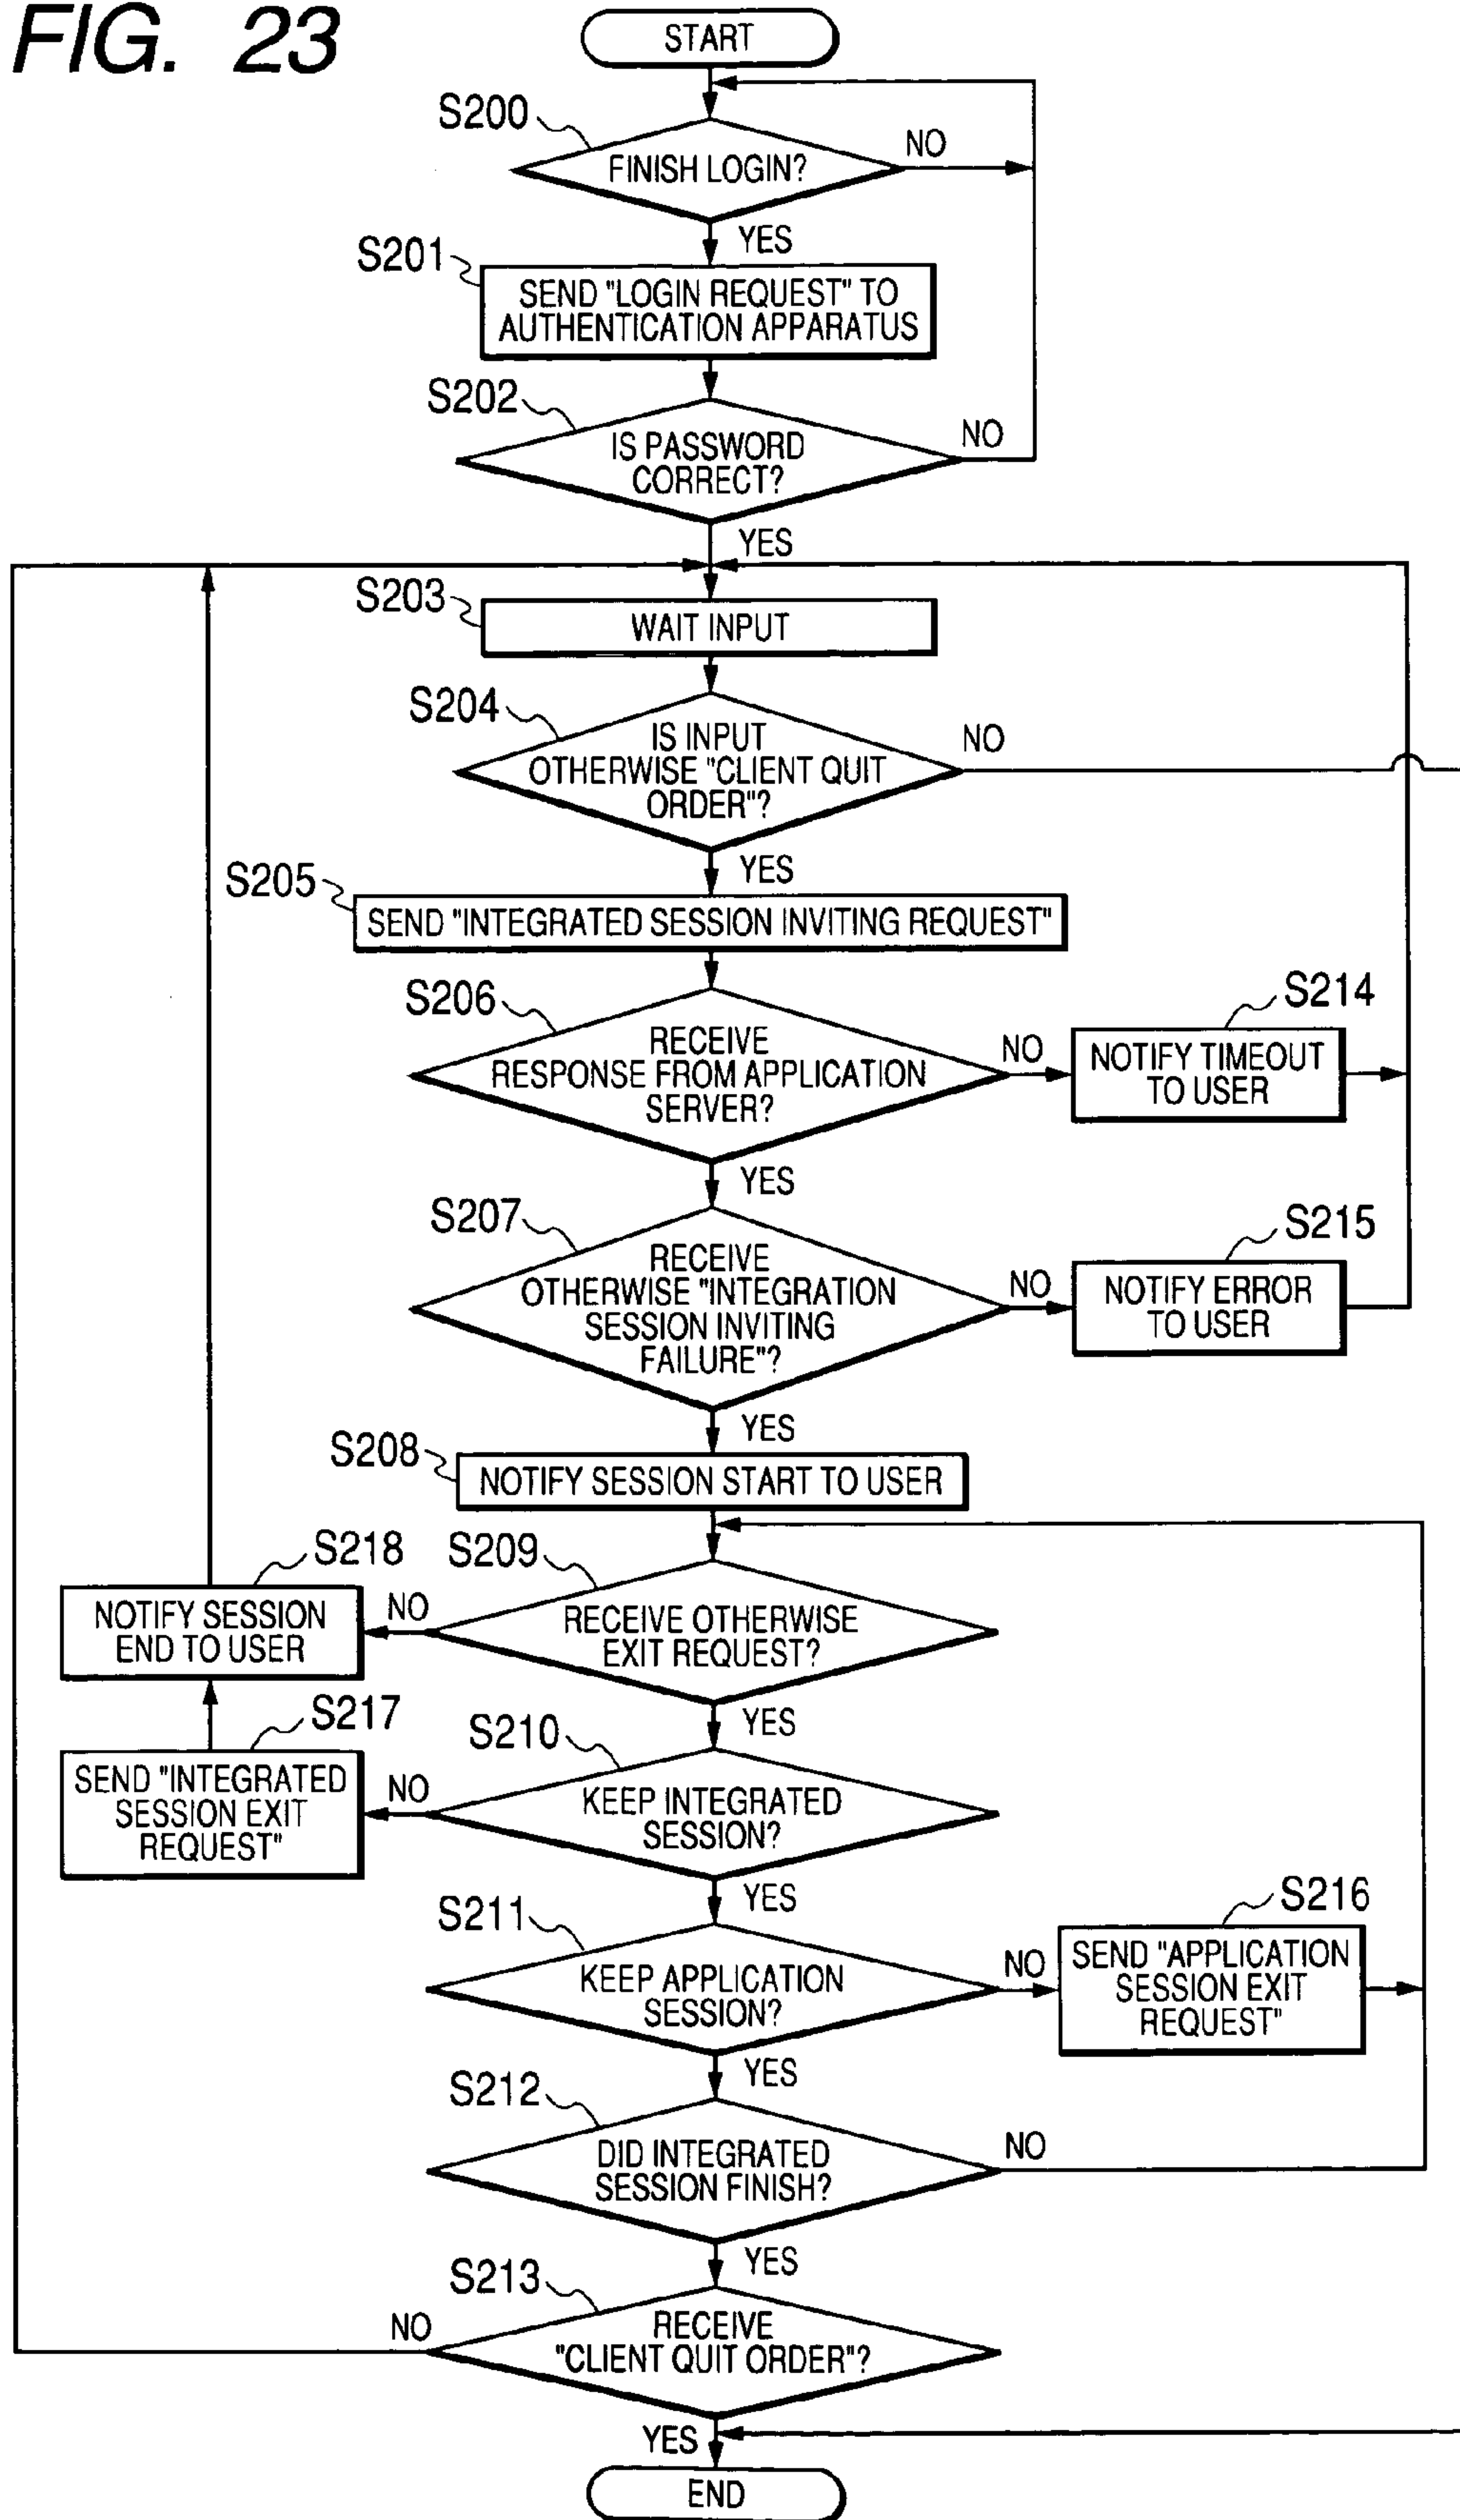 FIG. 23
START
S200
FINISH LOGIN?
NO
YES
S201
SEND "LOGIN REQUEST" TO
AUTHENTICATION APPARATUS
S202
IS PASSWORD
CORRECT?
NO
YES
S203
WAIT INPUT
S204
IS INPUT
OTHERWISE "CLIENT QUIT
ORDER"?
NO
YES
S205
SEND "INTEGRATED SESSION INVITING REQUEST"
S206
RECEIVE
RESPONSE FROM APPLICATION
SERVER?
NO
S214
NOTIFY TIMEOUT
TO USER
YES
S207
RECEIVE
OTHERWISE "INTEGRATION
SESSION INVITING
FAILURE"?
NO
S215
NOTIFY ERROR
TO USER
YES
S208
NOTIFY SESSION START TO USER
S218
NOTIFY SESSION
END TO USER
NO
S209
RECEIVE OTHERWISE
EXIT REQUEST?
YES
S217
SEND "INTEGRATED
SESSION EXIT
REQUEST"
NO
S210
KEEP INTEGRATED
SESSION?
YES
S211
KEEP APPLICATION
SESSION?
NO
S216
SEND "APPLICATION
SESSION EXIT
REQUEST"
YES
S212
DID INTEGRATED
SESSION FINISH?
NO
YES
S213
NO
RECEIVE
"CLIENT QUIT ORDER"?
YES
END